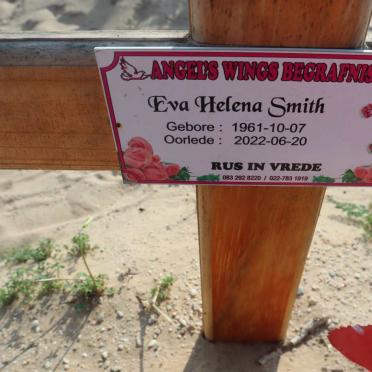 ANGEL'S WINGS BEGRAFNIS
Eva Helena Smith
Gebore : 1961-10-07
Oorlede : 2022-06-20
RUS IN VREDE
083 292 8220 / 022-783 1919